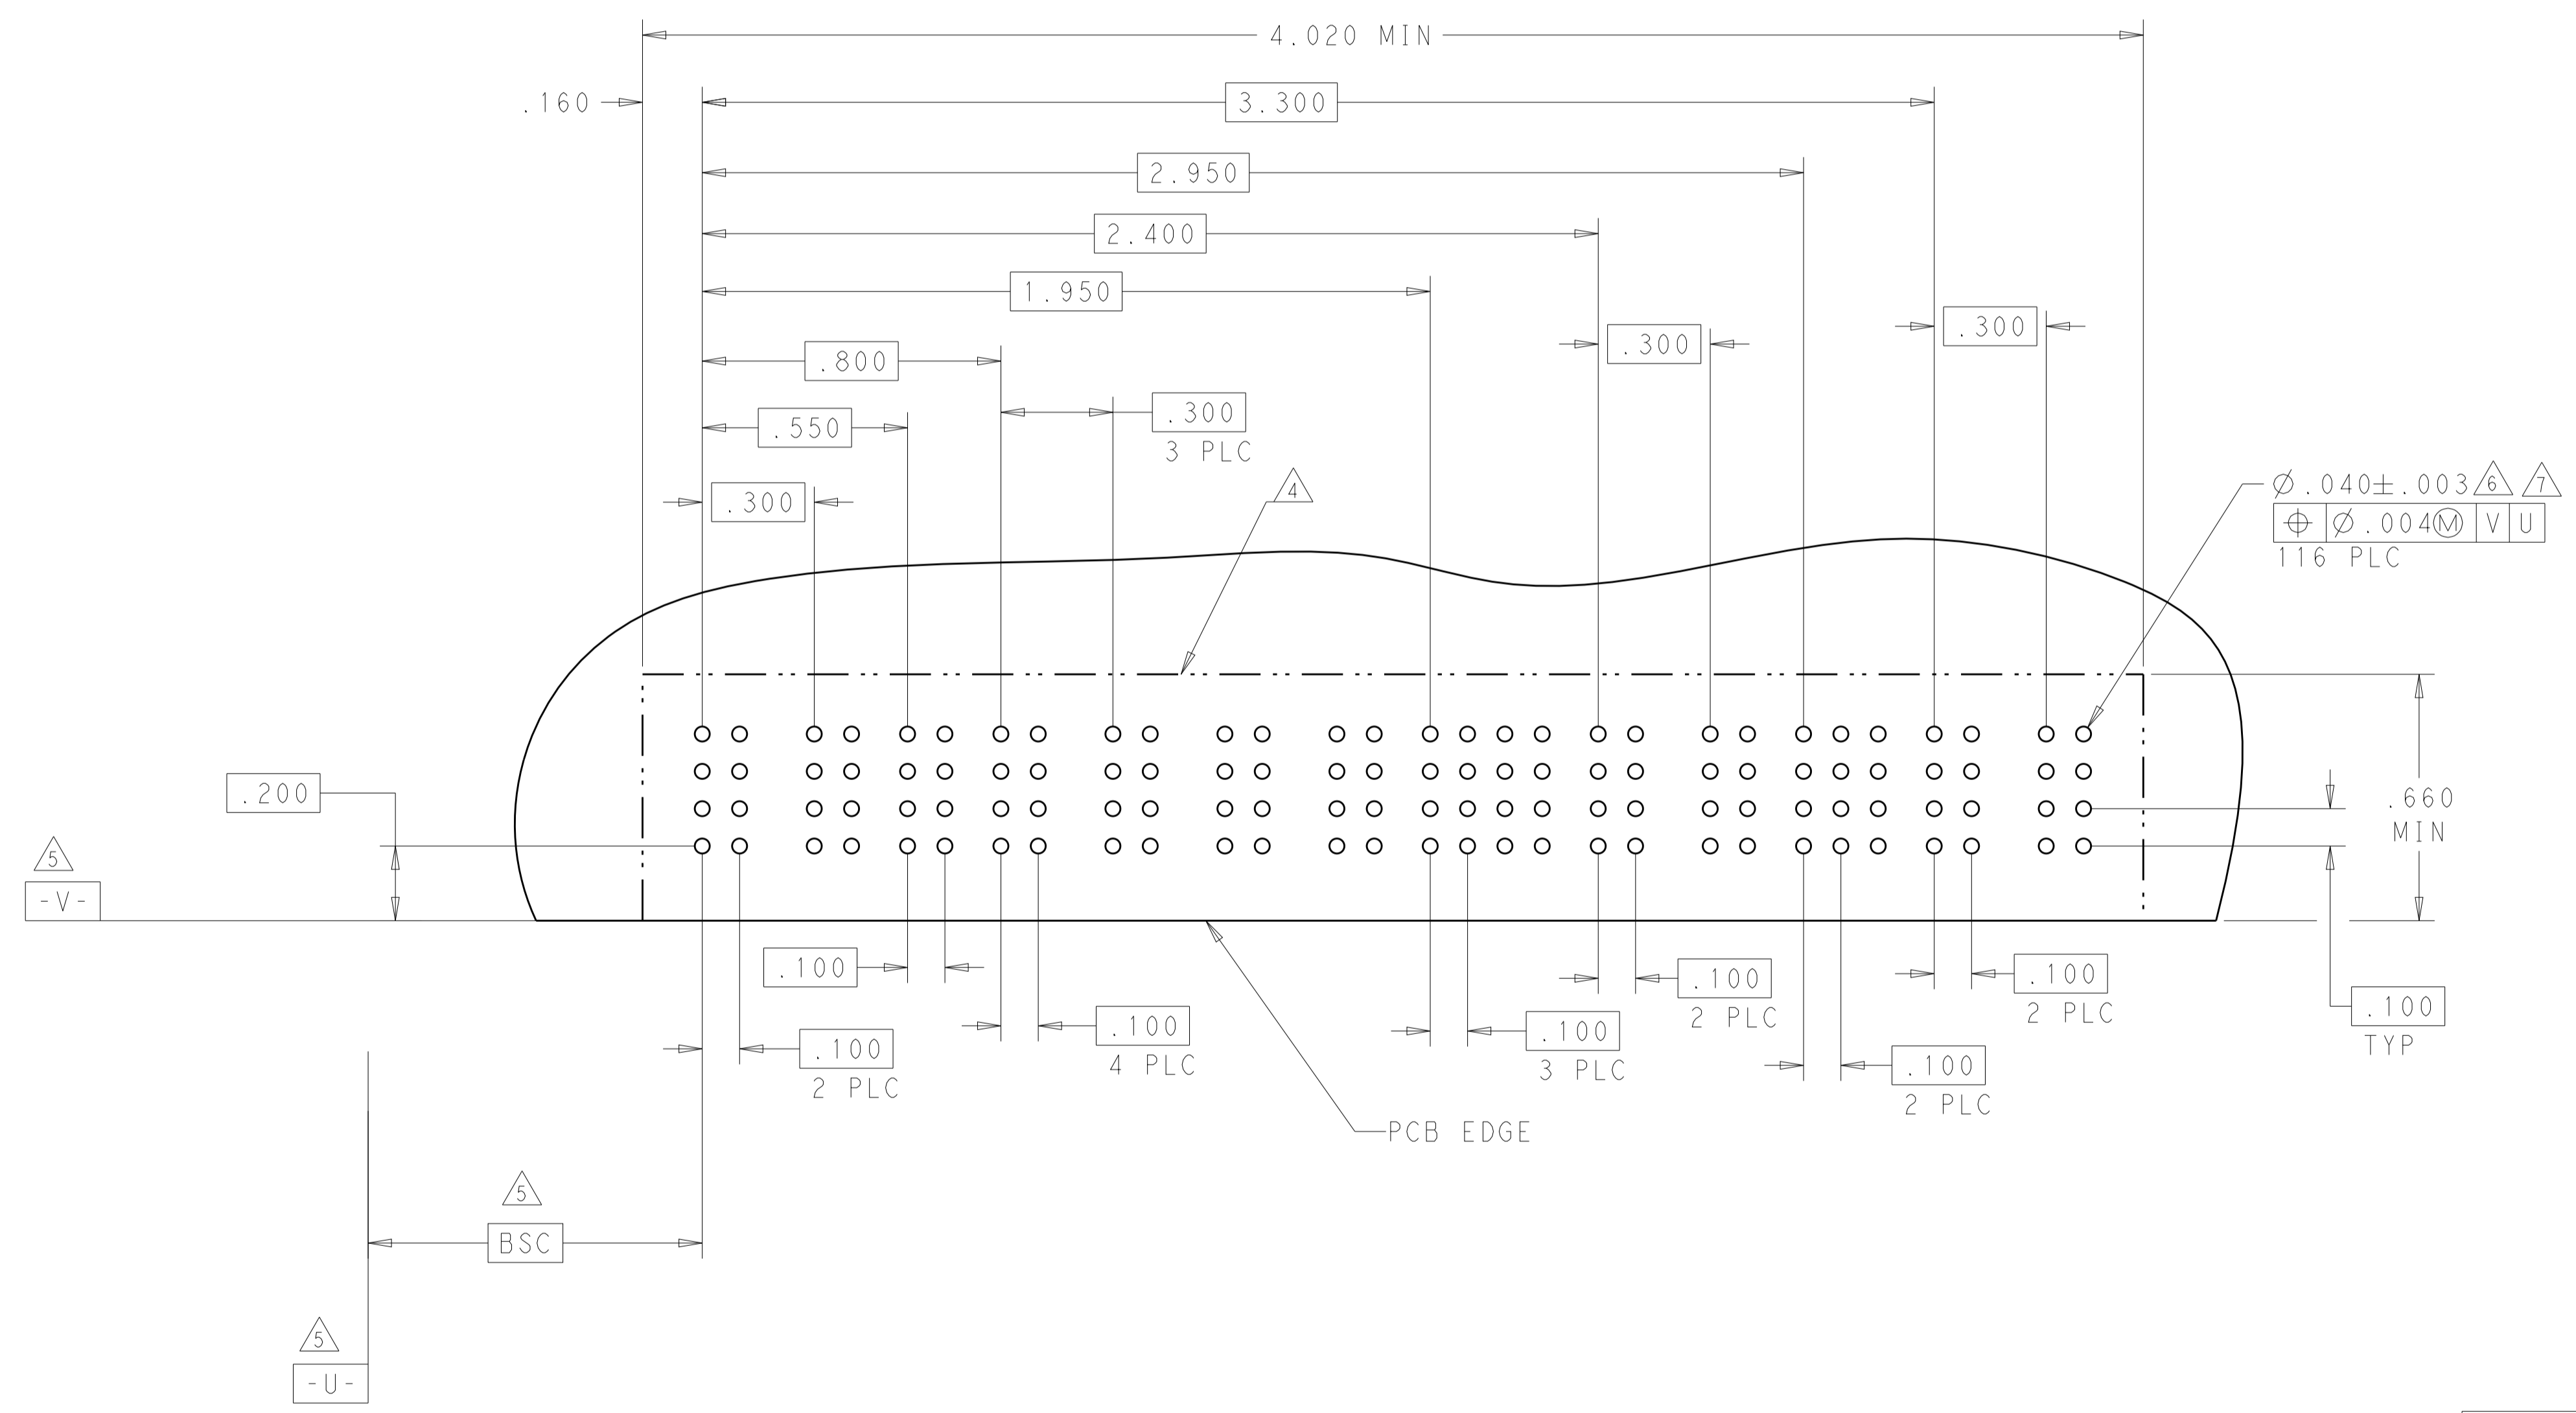 4.020 MIN
.160
3.300
2.950
2.400
1.950
.300
.300
.800
.300
3 PLC
.550
.300
4
⌀.040±.003 6 7
⌖ ⌀.004Ⓜ V U
116 PLC
.200
.660
MIN
5
-V-
.100
.100
2 PLC
.100
4 PLC
.100
3 PLC
.100
2 PLC
.100
2 PLC
.100
2 PLC
.100
TYP
PCB EDGE
5
BSC
5
-U-